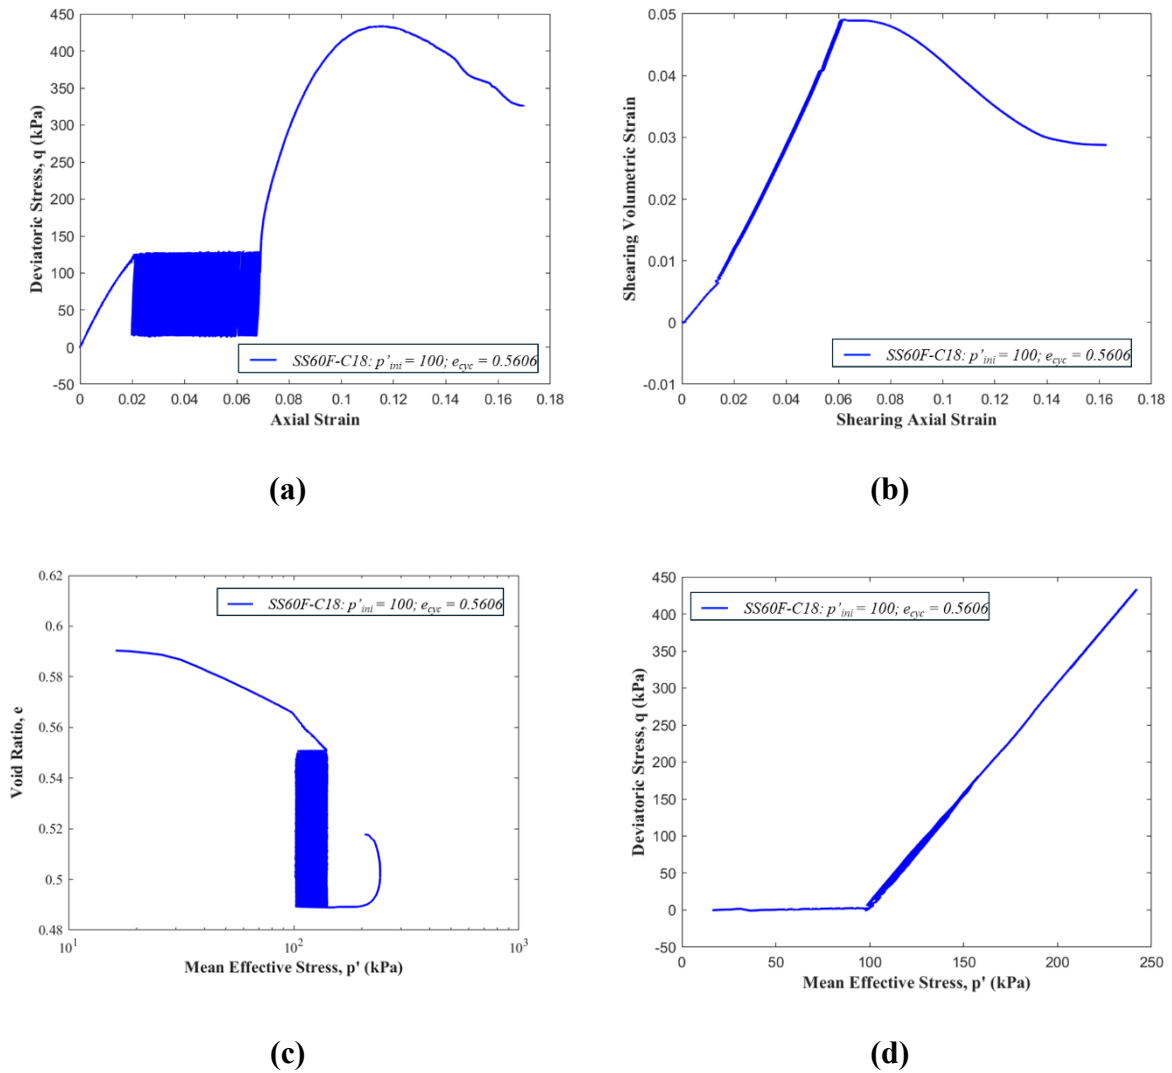 450
400
350
300
250
200
150
100
50
0
-50
Deviatoric Stress, q (kPa)
SS60F-C18: p'ini = 100; ecyc = 0.5606
0 0.02 0.04 0.06 0.08 0.1 0.12 0.14 0.16 0.18
Axial Strain
(a)
0.05
0.04
0.03
0.02
0.01
0
-0.01
Shearing Volumetric Strain
SS60F-C18: p'ini = 100; ecyc = 0.5606
0 0.02 0.04 0.06 0.08 0.1 0.12 0.14 0.16 0.18
Shearing Axial Strain
(b)
0.62
0.6
0.58
0.56
0.54
0.52
0.5
0.48
Void Ratio, e
SS60F-C18: p'ini = 100; ecyc = 0.5606
10¹ 10² 10³
Mean Effective Stress, p' (kPa)
(c)
450
400
350
300
250
200
150
100
50
0
-50
Deviatoric Stress, q (kPa)
SS60F-C18: p'ini = 100; ecyc = 0.5606
0 50 100 150 200 250
Mean Effective Stress, p' (kPa)
(d)